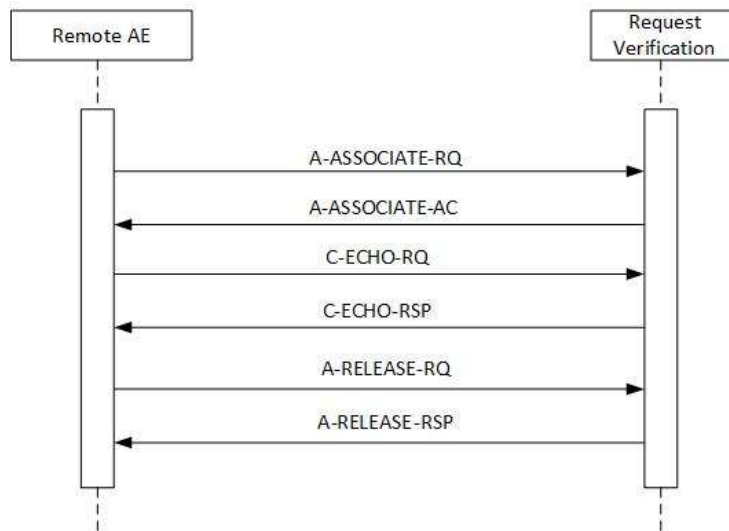 Remote AE
Request
Verification
A-ASSOCIATE-RQ
A-ASSOCIATE-AC
C-ECHO-RQ
C-ECHO-RSP
A-RELEASE-RQ
A-RELEASE-RSP